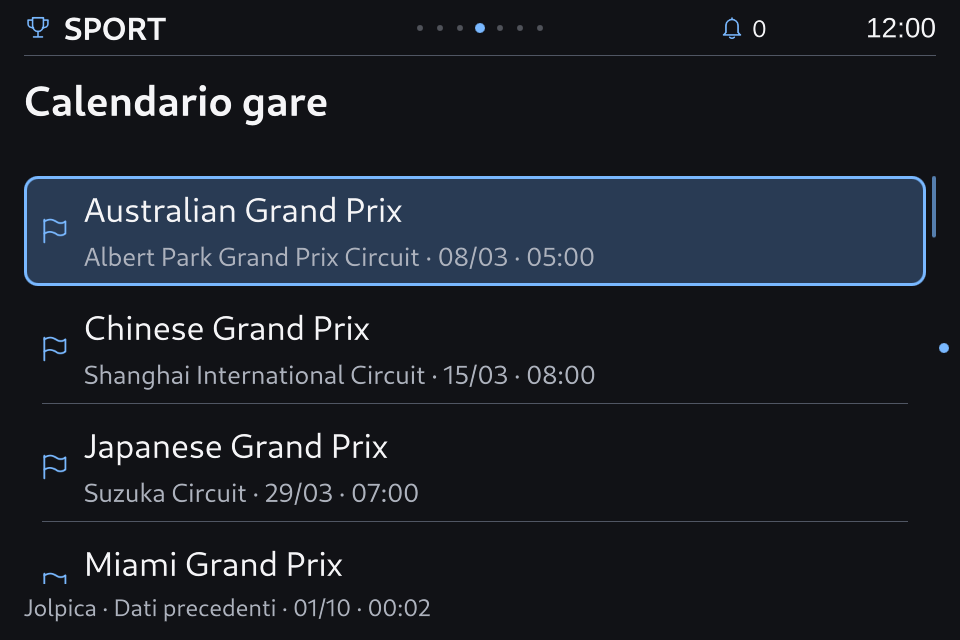 SPORT
0
12:00
Calendario gare
Australian Grand Prix
Albert Park Grand Prix Circuit · 08/03 · 05:00
Chinese Grand Prix
Shanghai International Circuit · 15/03 · 08:00
Japanese Grand Prix
Suzuka Circuit · 29/03 · 07:00
Miami Grand Prix
Jolpica · Dati precedenti · 01/10 · 00:02